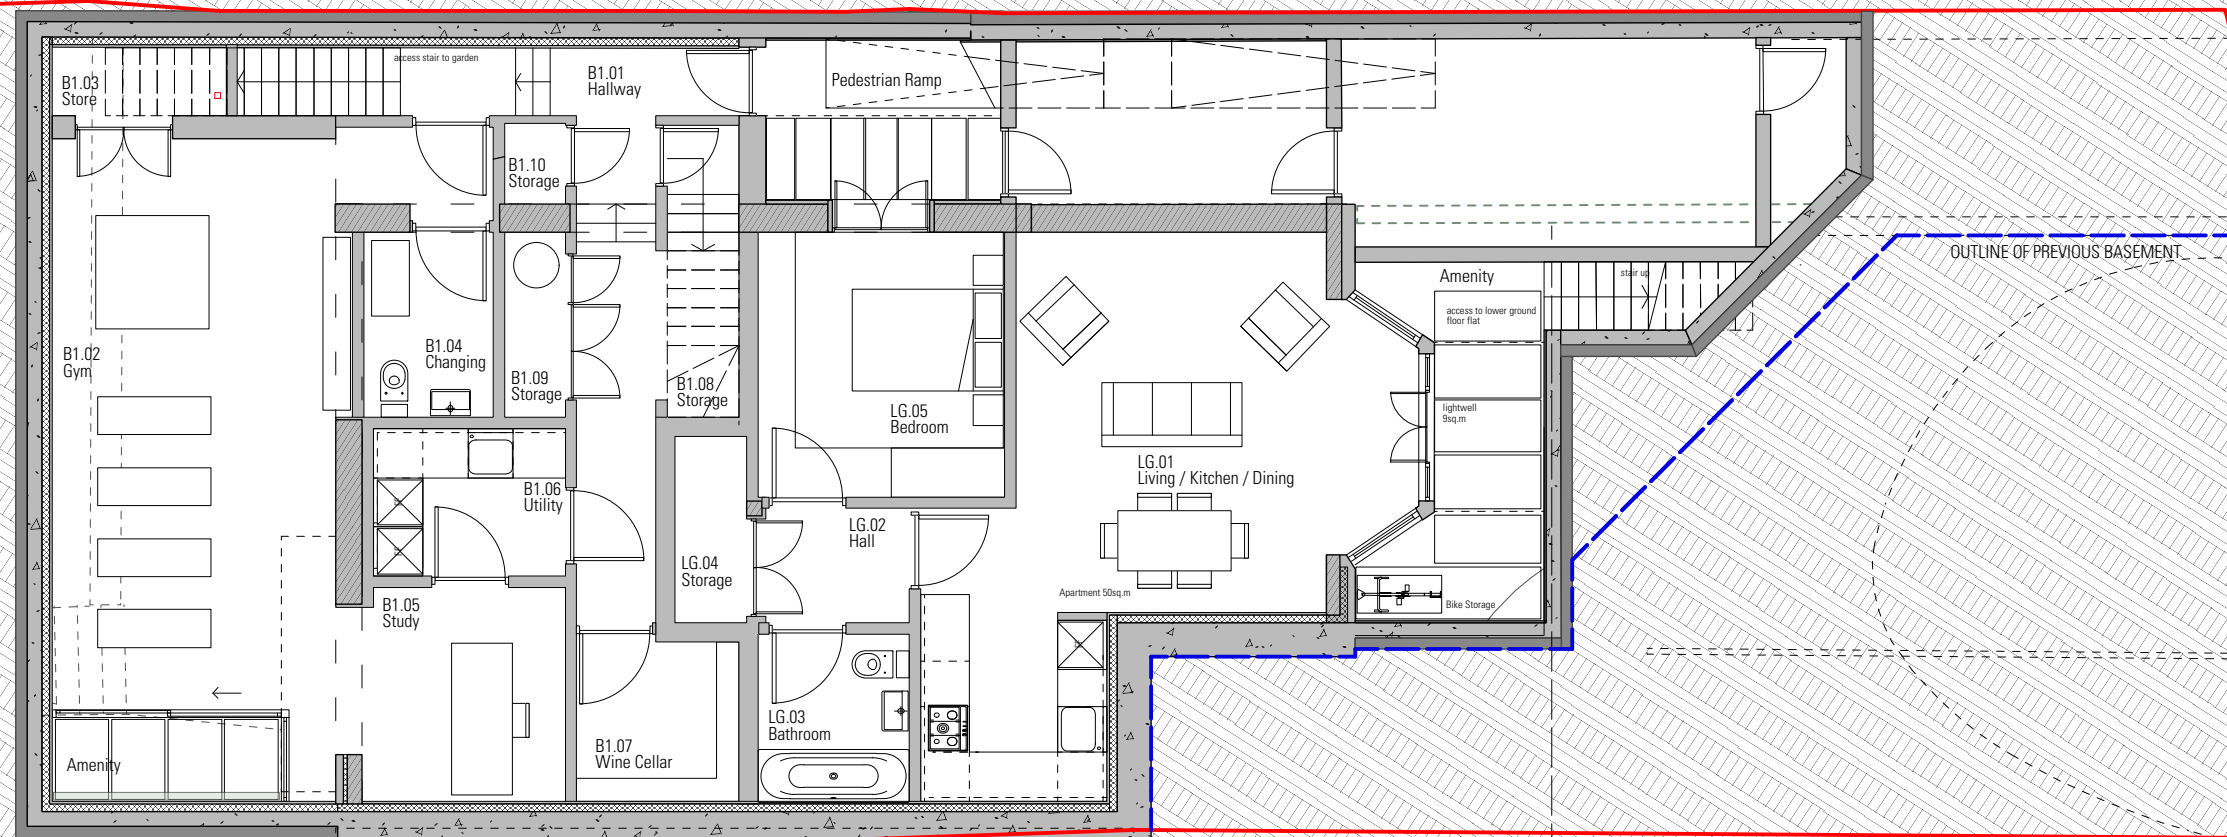 access stair to garden
B1.03
Store
B1.01
Hallway
Pedestrian Ramp
B1.10
Storage
OUTLINE OF PREVIOUS BASEMENT
Amenity
stair up
access to lower ground
floor flat
B1.02
Gym
B1.04
Changing
B1.09
Storage
B1.08
Storage
LG.05
Bedroom
lightwell
9sq.m
LG.01
Living / Kitchen / Dining
B1.06
Utility
LG.02
Hall
LG.04
Storage
Apartment 50sq.m
Bike Storage
B1.05
Study
LG.03
Bathroom
B1.07
Wine Cellar
Amenity